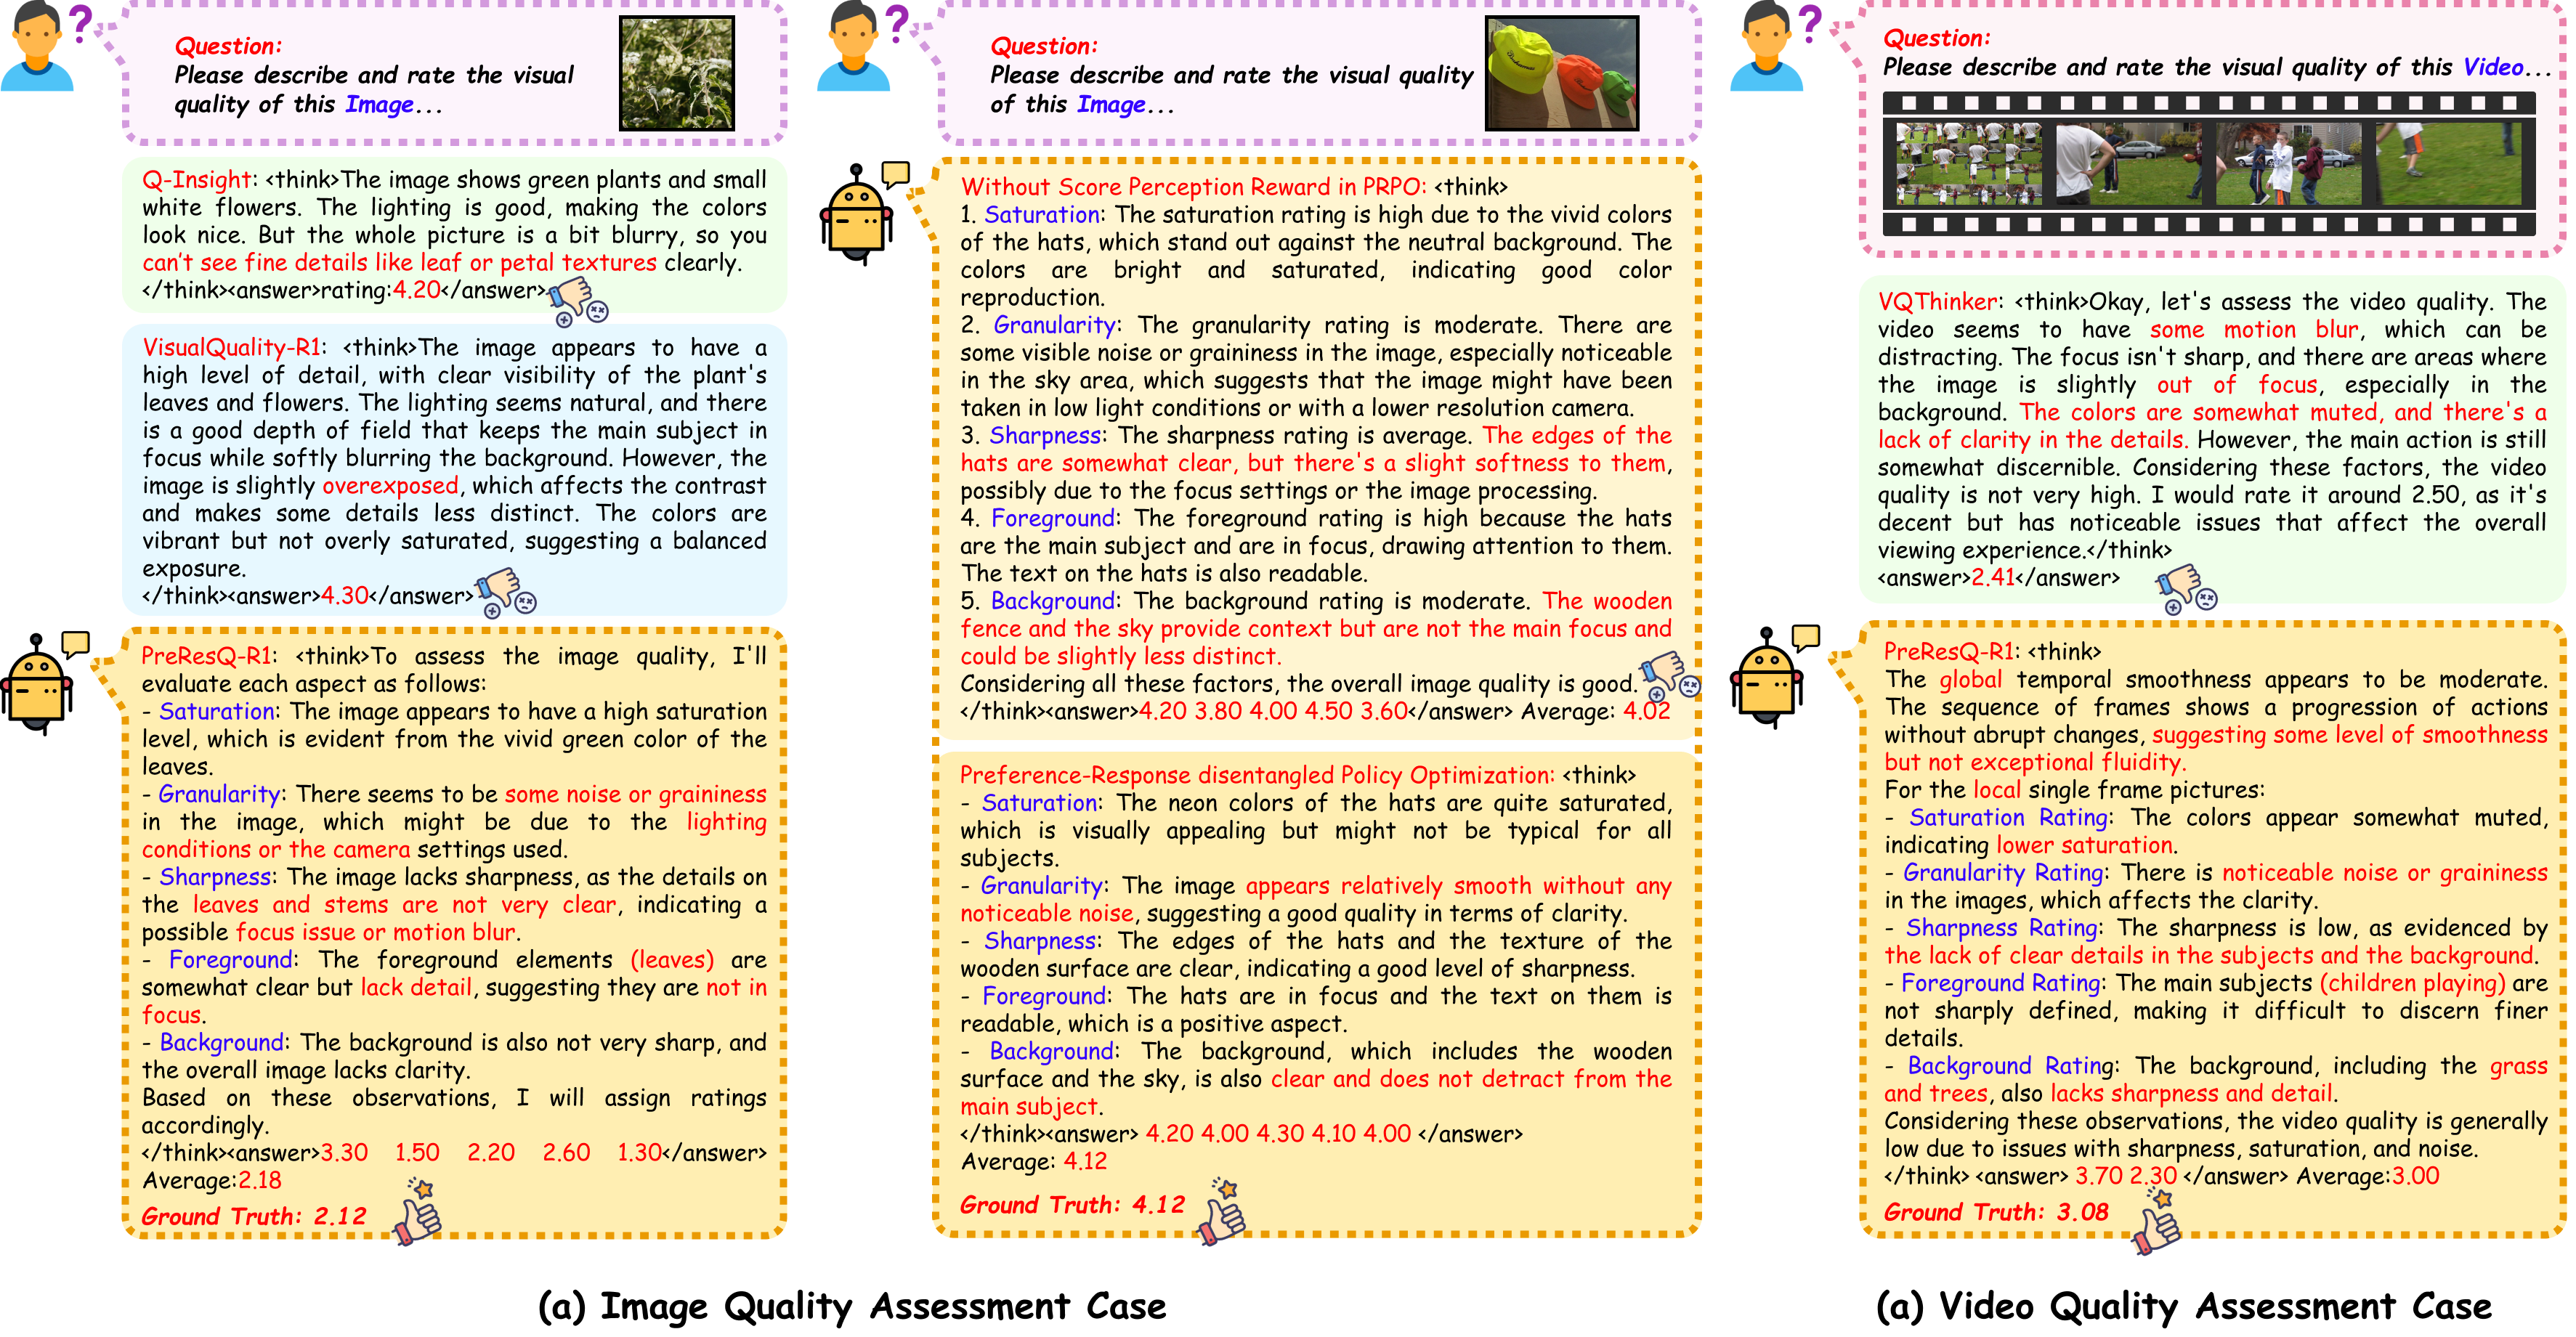 Question:
Please describe and rate the visual
quality of this Image...
Q-Insight: <think>The image shows green plants and small
white flowers. The lighting is good, making the colors
look nice. But the whole picture is a bit blurry, so you
can't see fine details like leaf or petal textures clearly.
</think><answer>rating:4.20</answer>
VisualQuality-R1: <think>The image appears to have a
high level of detail, with clear visibility of the plant's
leaves and flowers. The lighting seems natural, and there
is a good depth of field that keeps the main subject in
focus while softly blurring the background. However, the
image is slightly overexposed, which affects the contrast
and makes some details less distinct. The colors are
vibrant but not overly saturated, suggesting a balanced
exposure.
</think><answer>4.30</answer>
PreResQ-R1: <think>To assess the image quality, I'll
evaluate each aspect as follows:
- Saturation: The image appears to have a high saturation
level, which is evident from the vivid green color of the
leaves.
- Granularity: There seems to be some noise or graininess
in the image, which might be due to the lighting
conditions or the camera settings used.
- Sharpness: The image lacks sharpness, as the details on
the leaves and stems are not very clear, indicating a
possible focus issue or motion blur.
- Foreground: The foreground elements (leaves) are
somewhat clear but lack detail, suggesting they are not in
focus.
- Background: The background is also not very sharp, and
the overall image lacks clarity.
Based on these observations, I will assign ratings
accordingly.
</think><answer>3.30 1.50 2.20 2.60 1.30</answer>
Average:2.18
Ground Truth: 2.12
Question:
Please describe and rate the visual quality
of this Image...
Without Score Perception Reward in PRPO: <think>
1. Saturation: The saturation rating is high due to the vivid colors
of the hats, which stand out against the neutral background. The
colors are bright and saturated, indicating good color
reproduction.
2. Granularity: The granularity rating is moderate. There are
some visible noise or graininess in the image, especially noticeable
in the sky area, which suggests that the image might have been
taken in low light conditions or with a lower resolution camera.
3. Sharpness: The sharpness rating is average. The edges of the
hats are somewhat clear, but there's a slight softness to them,
possibly due to the focus settings or the image processing.
4. Foreground: The foreground rating is high because the hats
are the main subject and are in focus, drawing attention to them.
The text on the hats is also readable.
5. Background: The background rating is moderate. The wooden
fence and the sky provide context but are not the main focus and
could be slightly less distinct.
Considering all these factors, the overall image quality is good.
</think><answer>4.20 3.80 4.00 4.50 3.60</answer> Average: 4.02
Preference-Response disentangled Policy Optimization: <think>
- Saturation: The neon colors of the hats are quite saturated,
which is visually appealing but might not be typical for all
subjects.
- Granularity: The image appears relatively smooth without any
noticeable noise, suggesting a good quality in terms of clarity.
- Sharpness: The edges of the hats and the texture of the
wooden surface are clear, indicating a good level of sharpness.
- Foreground: The hats are in focus and the text on them is
readable, which is a positive aspect.
- Background: The background, which includes the wooden
surface and the sky, is also clear and does not detract from the
main subject.
</think><answer> 4.20 4.00 4.30 4.10 4.00 </answer>
Average: 4.12
Ground Truth: 4.12
(a) Image Quality Assessment Case
Question:
Please describe and rate the visual quality of this Video...
VQThinker: <think>Okay, let's assess the video quality. The
video seems to have some motion blur, which can be
distracting. The focus isn't sharp, and there are areas where
the image is slightly out of focus, especially in the
background. The colors are somewhat muted, and there's a
lack of clarity in the details. However, the main action is still
somewhat discernible. Considering these factors, the video
quality is not very high. I would rate it around 2.50, as it's
decent but has noticeable issues that affect the overall
viewing experience.</think>
<answer>2.41</answer>
PreResQ-R1: <think>
The global temporal smoothness appears to be moderate.
The sequence of frames shows a progression of actions
without abrupt changes, suggesting some level of smoothness
but not exceptional fluidity.
For the local single frame pictures:
- Saturation Rating: The colors appear somewhat muted,
indicating lower saturation.
- Granularity Rating: There is noticeable noise or graininess
in the images, which affects the clarity.
- Sharpness Rating: The sharpness is low, as evidenced by
the lack of clear details in the subjects and the background.
- Foreground Rating: The main subjects (children playing) are
not sharply defined, making it difficult to discern finer
details.
- Background Rating: The background, including the grass
and trees, also lacks sharpness and detail.
Considering these observations, the video quality is generally
low due to issues with sharpness, saturation, and noise.
</think> <answer> 3.70 2.30 </answer> Average:3.00
Ground Truth: 3.08
(a) Video Quality Assessment Case